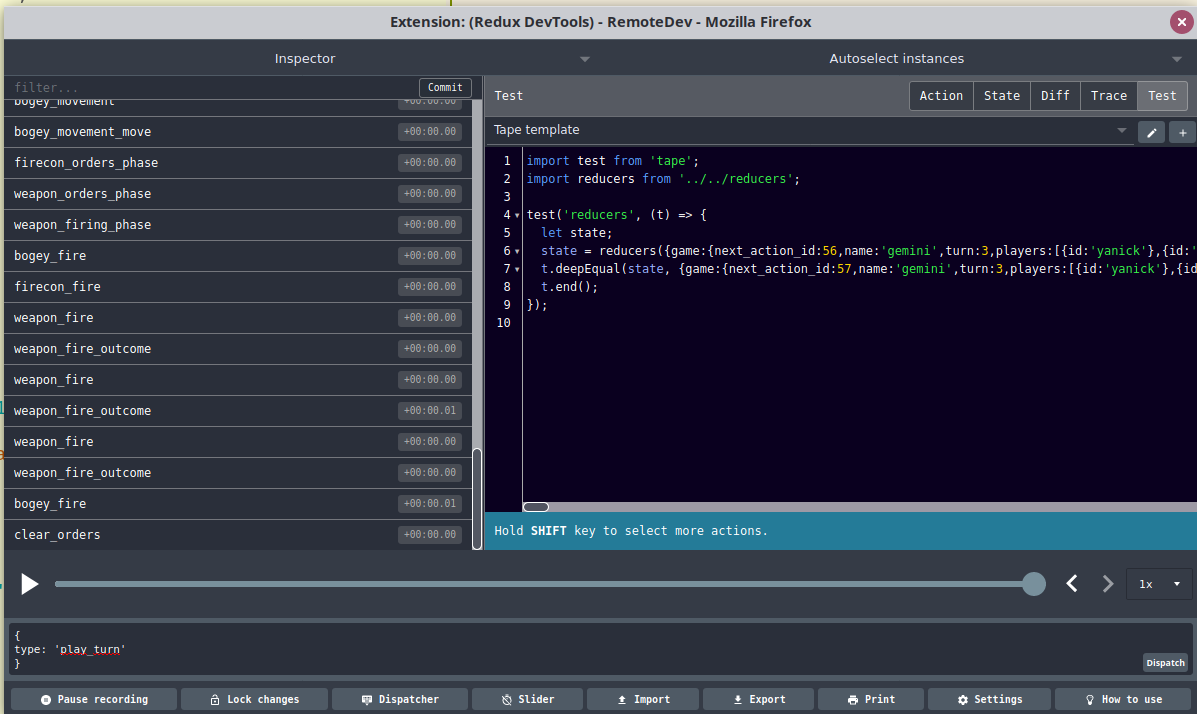 Extension: (Redux DevTools) - RemoteDev - Mozilla Firefox
Inspector
Autoselect instances
filter...
Commit
bogey_movement +00:00.00
bogey_movement_move +00:00.00
firecon_orders_phase +00:00.00
weapon_orders_phase +00:00.00
weapon_firing_phase +00:00.00
bogey_fire +00:00.00
firecon_fire +00:00.00
weapon_fire +00:00.00
weapon_fire_outcome +00:00.00
weapon_fire +00:00.00
weapon_fire_outcome +00:00.01
weapon_fire +00:00.00
weapon_fire_outcome +00:00.00
bogey_fire +00:00.01
clear_orders +00:00.00
Test
Action State Diff Trace Test
Tape template
1 import test from 'tape';
2 import reducers from '../../reducers';
3
4 test('reducers', (t) => {
5 let state;
6 state = reducers({game:{next_action_id:56,name:'gemini',turn:3,players:[{id:'yanick'},{id:'
7 t.deepEqual(state, {game:{next_action_id:57,name:'gemini',turn:3,players:[{id:'yanick'},{id
8 t.end();
9 });
10
Hold SHIFT key to select more actions.
1x
{
type: 'play_turn'
}
Dispatch
Pause recording Lock changes Dispatcher Slider Import Export Print Settings How to use